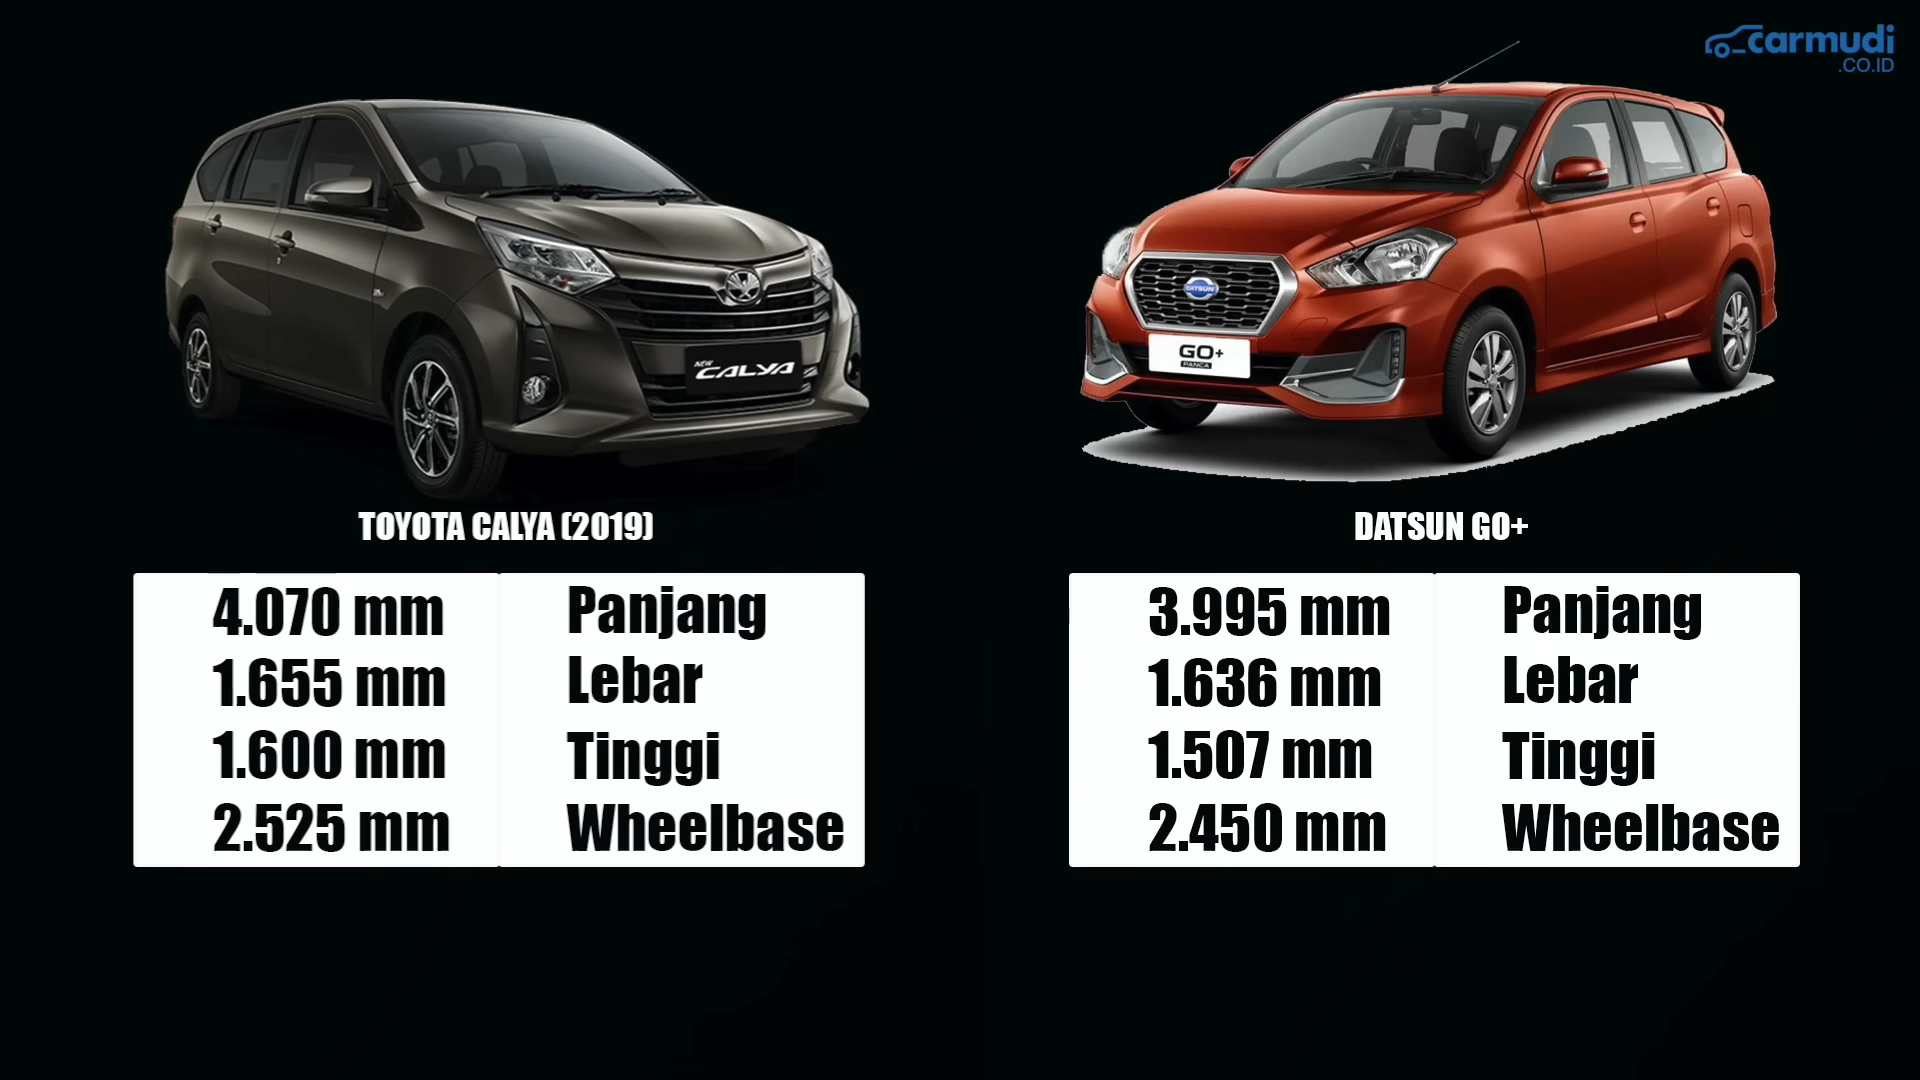 carmudi
.CO.ID
NEW CALYA
DATSUN
GO+
PANCA
TOYOTA CALYA (2019)
4.070 mm Panjang
1.655 mm Lebar
1.600 mm Tinggi
2.525 mm Wheelbase
DATSUN GO+
3.995 mm Panjang
1.636 mm Lebar
1.507 mm Tinggi
2.450 mm Wheelbase